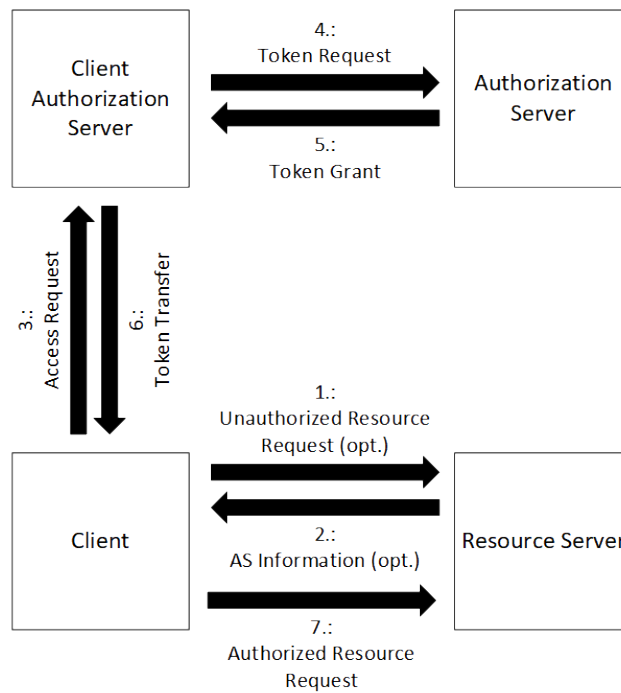 4.:
Token Request
Client
Authorization
Server
Authorization
Server
5.:
Token Grant
3.:
Access Request
6.:
Token Transfer
1.:
Unauthorized Resource
Request (opt.)
Client
Resource Server
2.:
AS Information (opt.)
7.:
Authorized Resource
Request